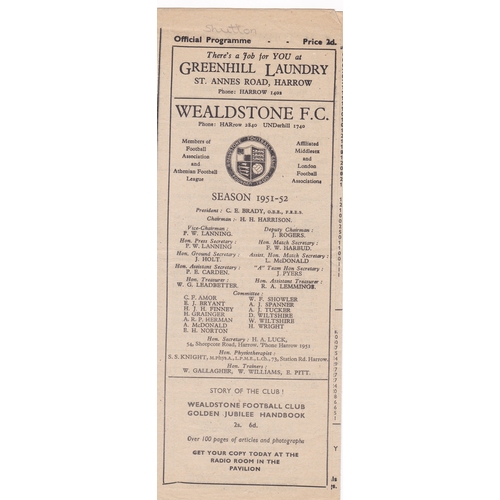 Sutton
Official Programme - - Price 2d.
There's a Job for YOU at
GREENHILL LAUNDRY
ST. ANNES ROAD, HARROW
Phone: HARROW 1408
WEALDSTONE F.C.
Phone: HARrow 2840 UNDerhill 1740
Members of
Football
Association
and
Athenian Football
League
Affiliated
Middlesex
and
London
Football
Associations
SEASON 1951-52
President: C. E. BRADY, O.B.E.,
Chairman: H. H. HARRISON.
Vice-Chairman:
P. W. LANNING.
Deputy Chairman:
J. ROGERS.
Hon. Press Secretary:
P. W. LANNING.
Hon. Match Secretary:
F. W. HARBUD.
Hon. Ground Secretary:
J. HOLT.
Assist. Hon. Match Secretary:
L. McDONALD
Hon. Assistant Secretary:
P. E. CARDEN.
"A" Team Hon Secretary:
J. PYERS
Hon. Treasurer:
W. G. LEADBETTER.
Hon. Assistant Treasurer:
R. A. LEMMINGS.
Committee:
C. F. AMOR
E. J. BRYANT
H. J. H. FINNEY
H. GRAINGER
A. K. P. HERMAN
A. McDONALD
E. H. NORTON
W. F. SHOWLER
A. J. SPANNER
A. J. TUCKER
D. WILTSHIRE
W. WILTSHIRE
H. WRIGHT
Hon. Secretary: H. A. LUCK,
54, Sheepcote Road, Harrow. 'Phone Harrow 1951
Hon. Physiotherapist:
S. S. KNIGHT, 75, Station Rd. Harrow.
Hon. Trainers:
W. GALLAGHER, W. WILLIAMS, E. PITT.
STORY OF THE CLUB!
WEALDSTONE FOOTBALL CLUB
GOLDEN JUBILEE HANDBOOK
2s. 6d.
Over 100 pages of articles and photographs
GET YOUR COPY TODAY AT THE
RADIO ROOM IN THE
PAVILION